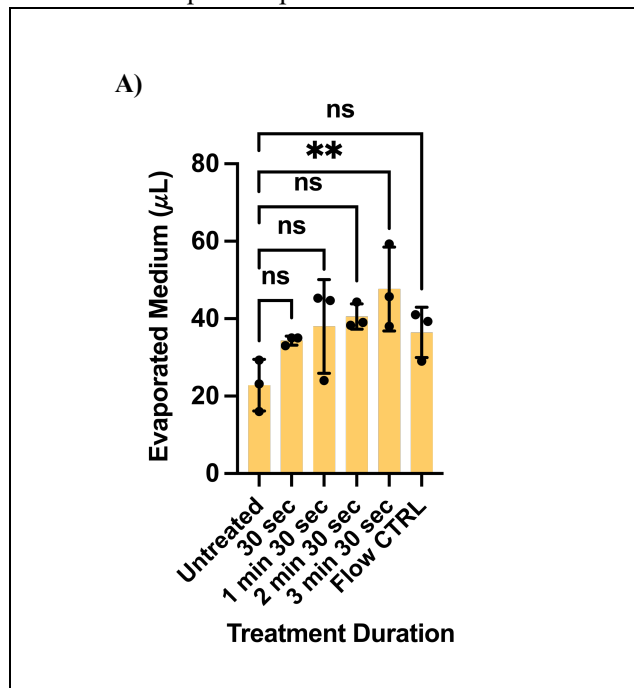 A)
ns
**
ns
ns
ns
80
60
40
20
0
Evaporated Medium (μL)
Untreated
30 sec
1 min 30 sec
2 min 30 sec
3 min 30 sec
Flow CTRL
Treatment Duration